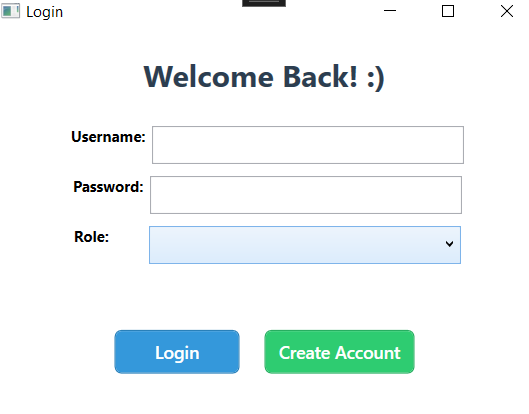 Login
Welcome Back! :)
Username:
Password:
Role:
Login Create Account